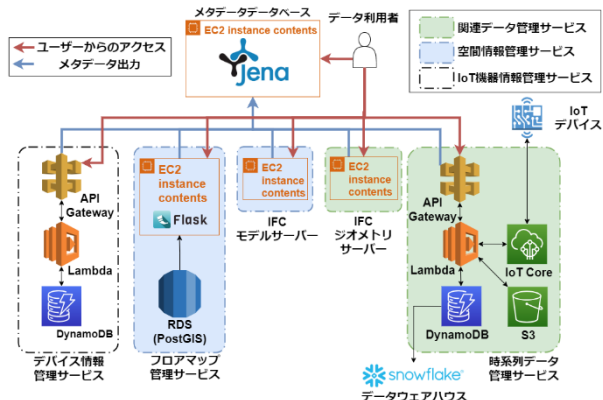 メタデータデータベース
データ利用者
EC2 instance contents
Jena
ユーザーからのアクセス
メタデータ出力
関連データ管理サービス
空間情報管理サービス
IoT機器情報管理サービス
IoT
デバイス
API
Gateway
Lambda
DynamoDB
デバイス情報
管理サービス
EC2
instance
contents
Flask
RDS
(PostGIS)
フロアマップ
管理サービス
EC2
instance
contents
IFC
モデルサーバー
EC2
instance
contents
IFC
ジオメトリ
サーバー
API
Gateway
Lambda
IoT Core
DynamoDB
S3
時系列データ
管理サービス
snowflake
データウェアハウス